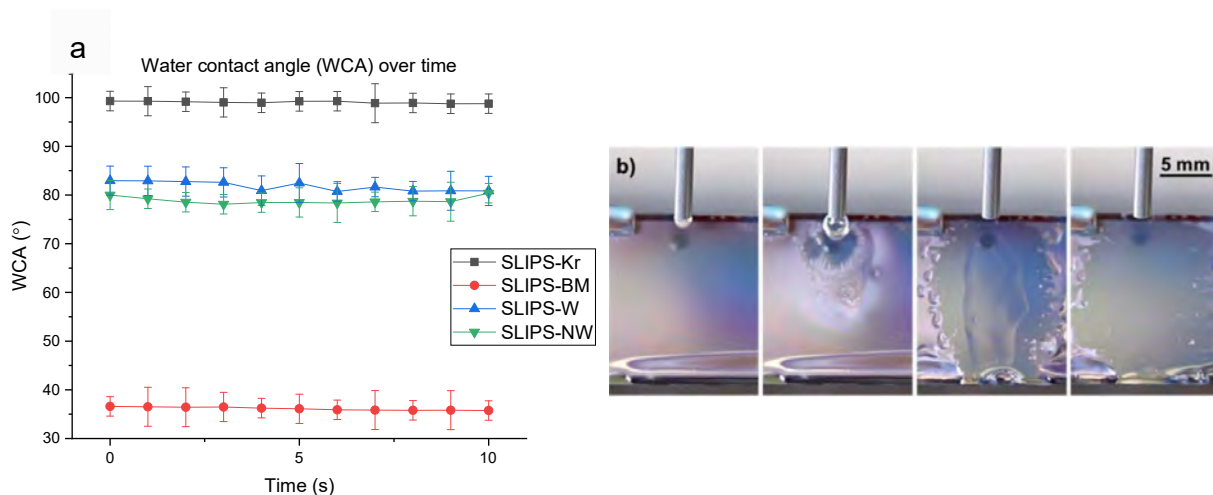 a
Water contact angle (WCA) over time
100
90
80
70
60
50
40
30
WCA (°)
0
5
10
Time (s)
SLIPS-Kr
SLIPS-BM
SLIPS-W
SLIPS-NW
b)
5 mm